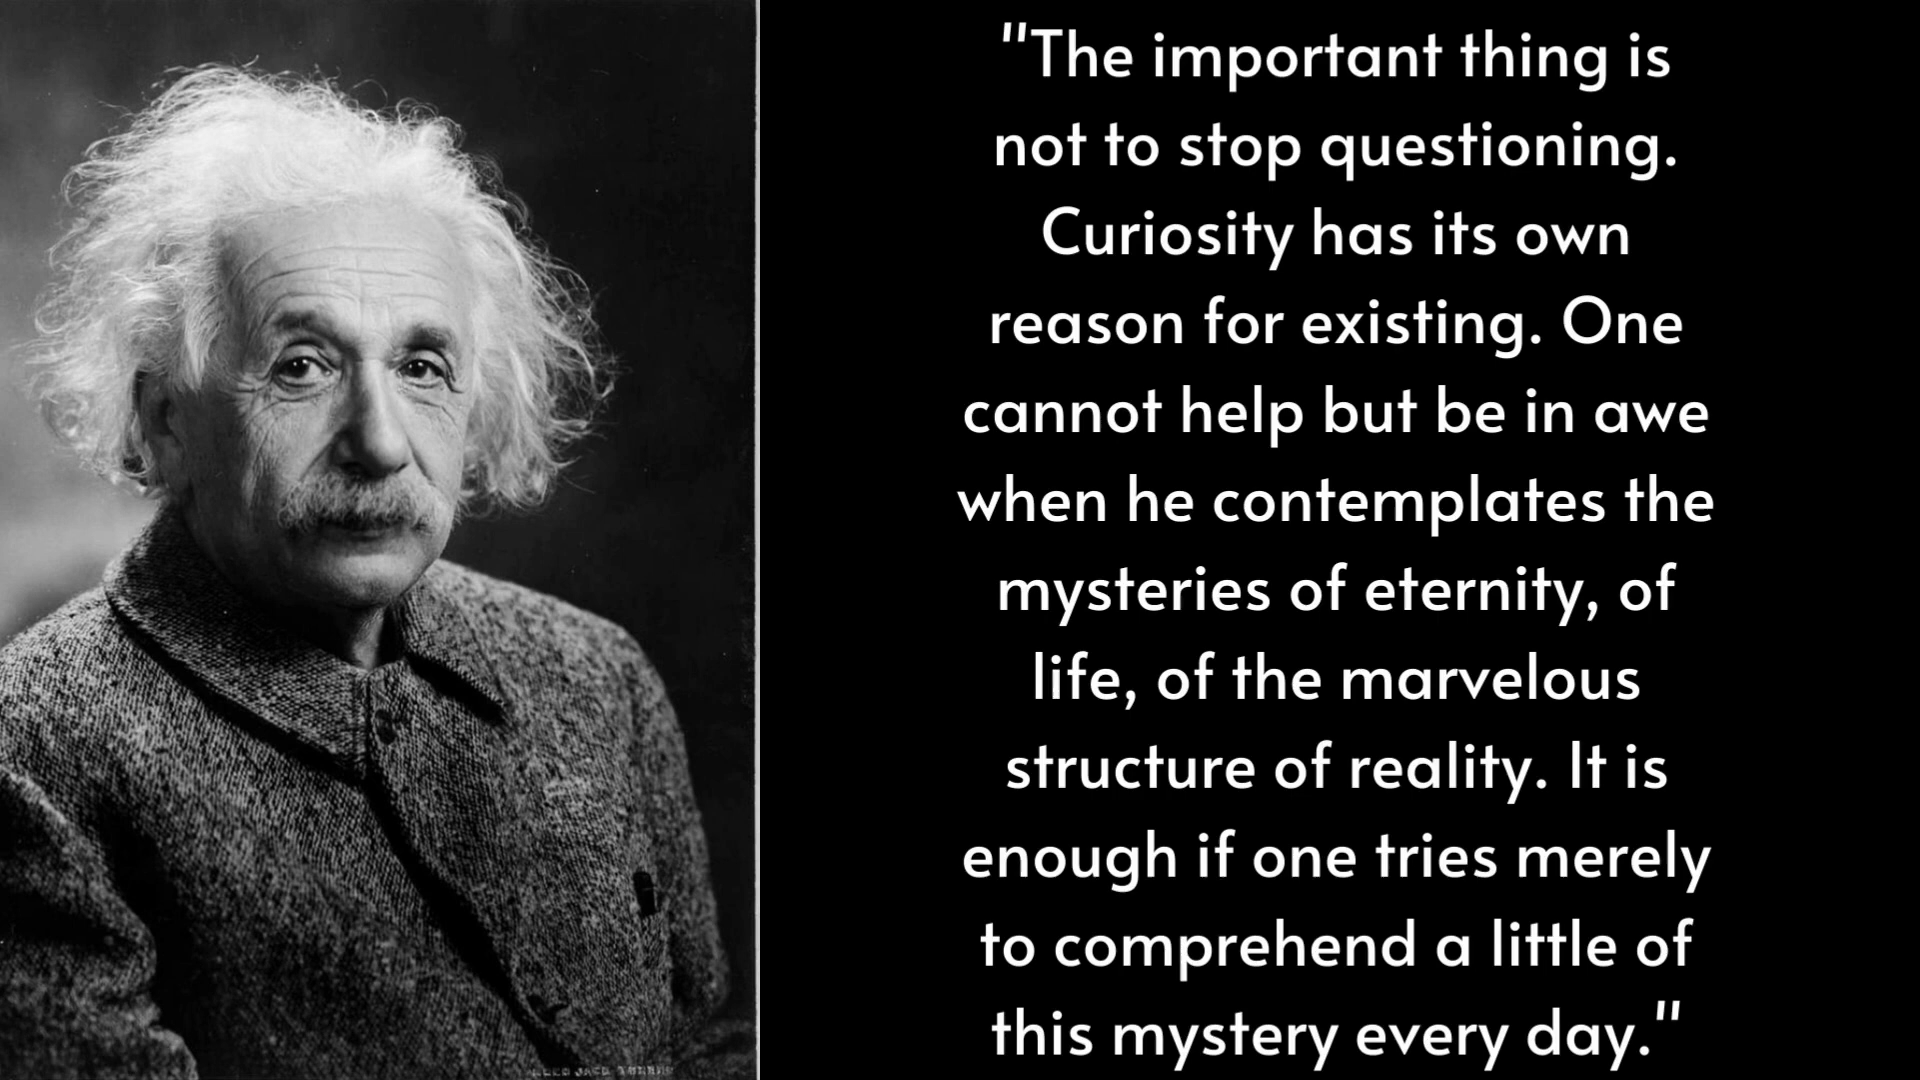 "The important thing is
not to stop questioning.
Curiosity has its own
reason for existing. One
cannot help but be in awe
when he contemplates the
mysteries of eternity, of
life, of the marvelous
structure of reality. It is
enough if one tries merely
to comprehend a little of
this mystery every day."